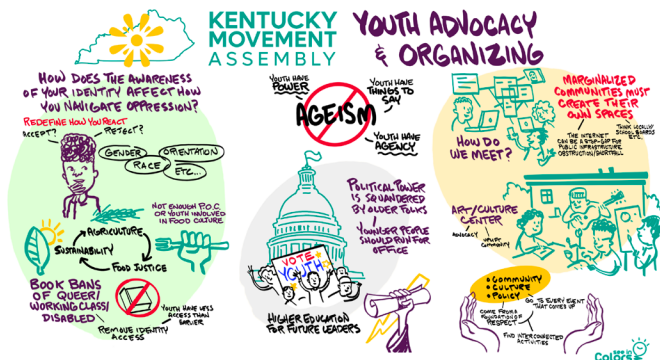 KENTUCKY
MOVEMENT
ASSEMBLY
YOUTH ADVOCACY
& ORGANIZING
HOW DOES THE AWARENESS
OF YOUR IDENTITY AFFECT HOW
YOU NAVIGATE OPPRESSION?
REDEFINE HOW YOU REACT
ACCEPT?
REJECT?
GENDER
ORIENTATION
RACE
ETC...
NOT ENOUGH P.O.C.
OR YOUTH INVOLVED
IN FOOD CULTURE
AGRICULTURE
SUSTAINABILITY
FOOD JUSTICE
BOOK BANS
OF QUEER/
WORKING CLASS/
DISABLED
YOUTH HAVE LESS
ACCESS THAN
EARLIER
REMOVE IDENTITY
ACCESS
YOUTH HAVE
POWER
YOUTH HAVE
THINGS TO
SAY
AGEISM
YOUTH HAVE
AGENCY
POLITICAL POWER
IS SQUANDERED
BY OLDER FOLKS
YOUNGER PEOPLE
SHOULD RUN FOR
OFFICE
VOTE
YOUTH
HIGHER EDUCATION
FOR FUTURE LEADERS
MARGINALIZED
COMMUNITIES MUST
CREATE THEIR
OWN SPACES
THINK LOCALLY/
SCHOOL BOARDS
ETC.
HOW DO
WE MEET?
THE INTERNET
CAN BE A STOP-GAP FOR
PUBLIC INFRASTRUCTURE
OBSTRUCTION/SHORTFALL
ART/CULTURE
CENTER
ADVOCACY
UPLIFT
COMMUNITY
• COMMUNITY
• CULTURE
• POLICY
COME FROM A
FOUNDATION OF
RESPECT
GO TO EVERY EVENT
THAT COMES UP
FIND INTERCONNECTED
ACTIVITIES
see in
Colors